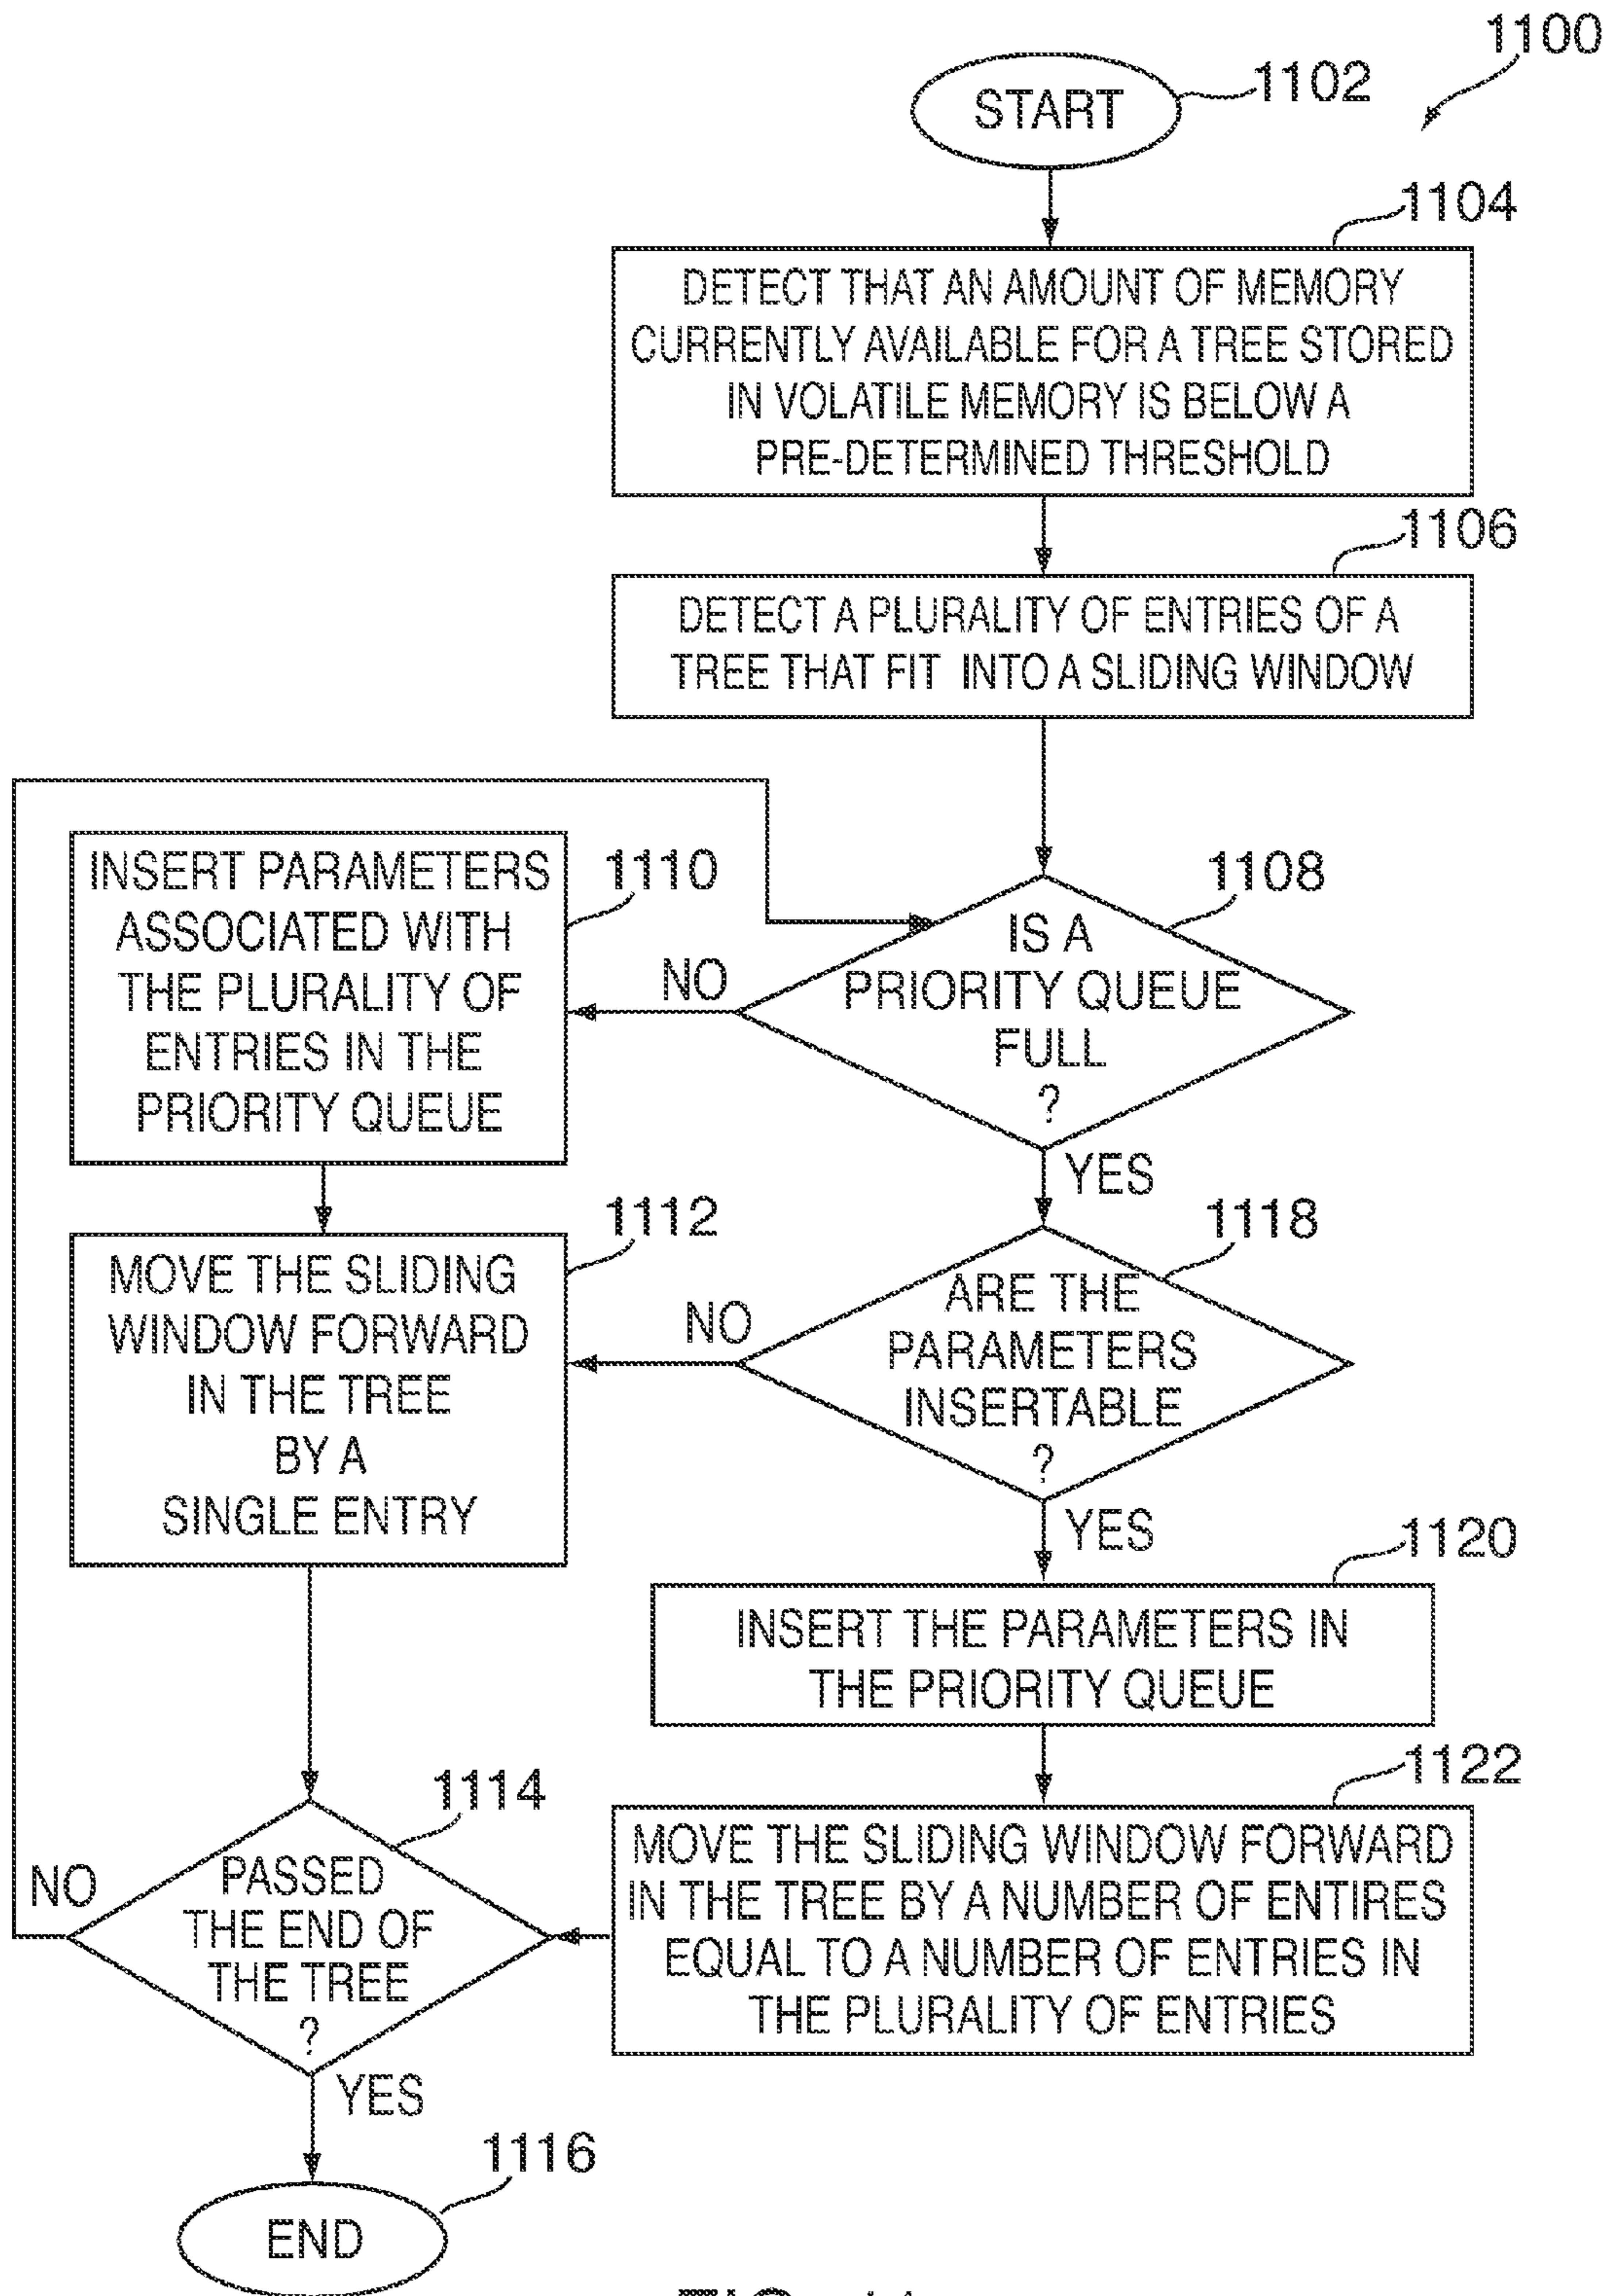 1100
START
1102
1104
DETECT THAT AN AMOUNT OF MEMORY
CURRENTLY AVAILABLE FOR A TREE STORED
IN VOLATILE MEMORY IS BELOW A
PRE-DETERMINED THRESHOLD
1106
DETECT A PLURALITY OF ENTRIES OF A
TREE THAT FIT INTO A SLIDING WINDOW
1108
IS A
PRIORITY QUEUE
FULL
?
NO
YES
1110
INSERT PARAMETERS
ASSOCIATED WITH
THE PLURALITY OF
ENTRIES IN THE
PRIORITY QUEUE
1112
MOVE THE SLIDING
WINDOW FORWARD
IN THE TREE
BY A
SINGLE ENTRY
1118
ARE THE
PARAMETERS
INSERTABLE
?
NO
YES
1120
INSERT THE PARAMETERS IN
THE PRIORITY QUEUE
1122
MOVE THE SLIDING WINDOW FORWARD
IN THE TREE BY A NUMBER OF ENTIRES
EQUAL TO A NUMBER OF ENTRIES IN
THE PLURALITY OF ENTRIES
1114
PASSED
THE END OF
THE TREE
?
NO
YES
1116
END